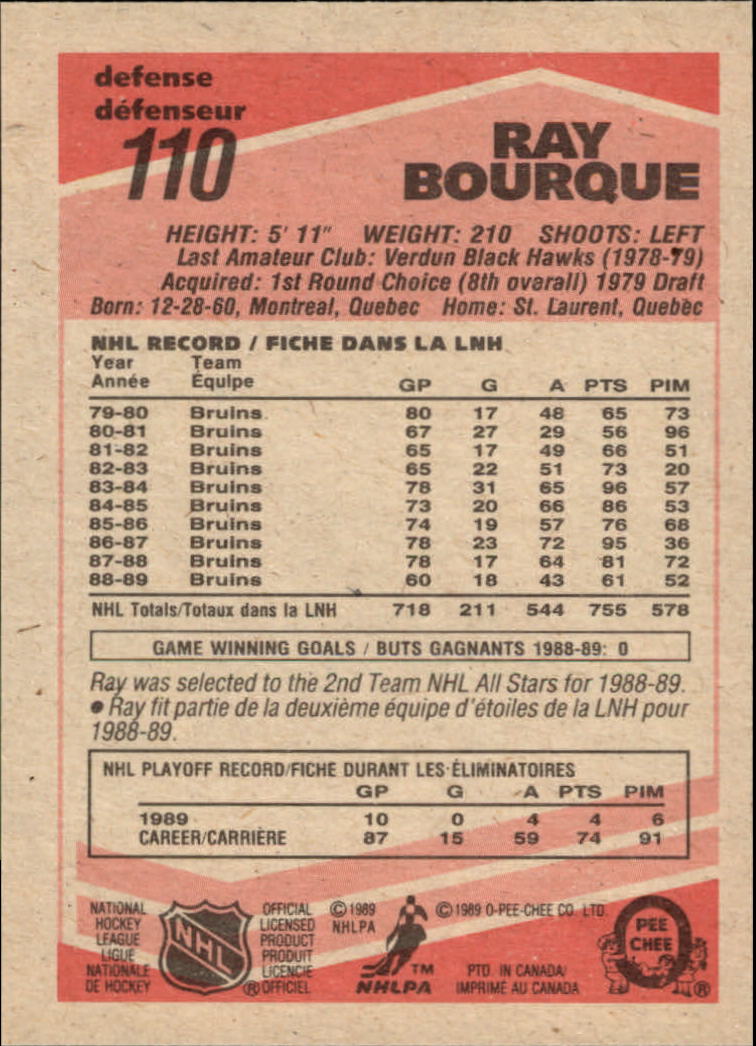 defense
défenseur
110
RAY
BOURQUE
HEIGHT: 5' 11" WEIGHT: 210 SHOOTS: LEFT
Last Amateur Club: Verdun Black Hawks (1978-79)
Acquired: 1st Round Choice (8th overall) 1979 Draft
Born: 12-28-60, Montreal, Quebec Home: St. Laurent, Quebec
NHL RECORD / FICHE DANS LA LNH
Year Team
Année Équipe GP G A PTS PIM
79-80 Bruins 80 17 48 65 73
80-81 Bruins 67 27 29 56 96
81-82 Bruins 65 17 49 66 51
82-83 Bruins 65 22 51 73 20
83-84 Bruins 78 31 65 96 57
84-85 Bruins 73 20 66 86 53
85-86 Bruins 74 19 57 76 68
86-87 Bruins 78 23 72 95 36
87-88 Bruins 78 17 64 81 72
88-89 Bruins 60 18 43 61 52
NHL Totals/Totaux dans la LNH 718 211 544 755 578
GAME WINNING GOALS / BUTS GAGNANTS 1988-89: 0
Ray was selected to the 2nd Team NHL All Stars for 1988-89.
● Ray fit partie de la deuxième équipe d'étoiles de la LNH pour
1988-89.
NHL PLAYOFF RECORD/FICHE DURANT LES ÉLIMINATOIRES
GP G A PTS PIM
1989 10 0 4 4 6
CAREER/CARRIÈRE 87 15 59 74 91
NATIONAL
HOCKEY
LEAGUE
LIGUE
NATIONALE
DE HOCKEY
NHL
OFFICIAL
LICENSED
PRODUCT
PRODUIT
LICENCIE
® OFFICIEL
© 1989
NHLPA
TM
NHLPA
© 1989 O-PEE-CHEE CO. LTD.
PTD. IN CANADA/
IMPRIMÉ AU CANADA
O
PEE
CHEE
®